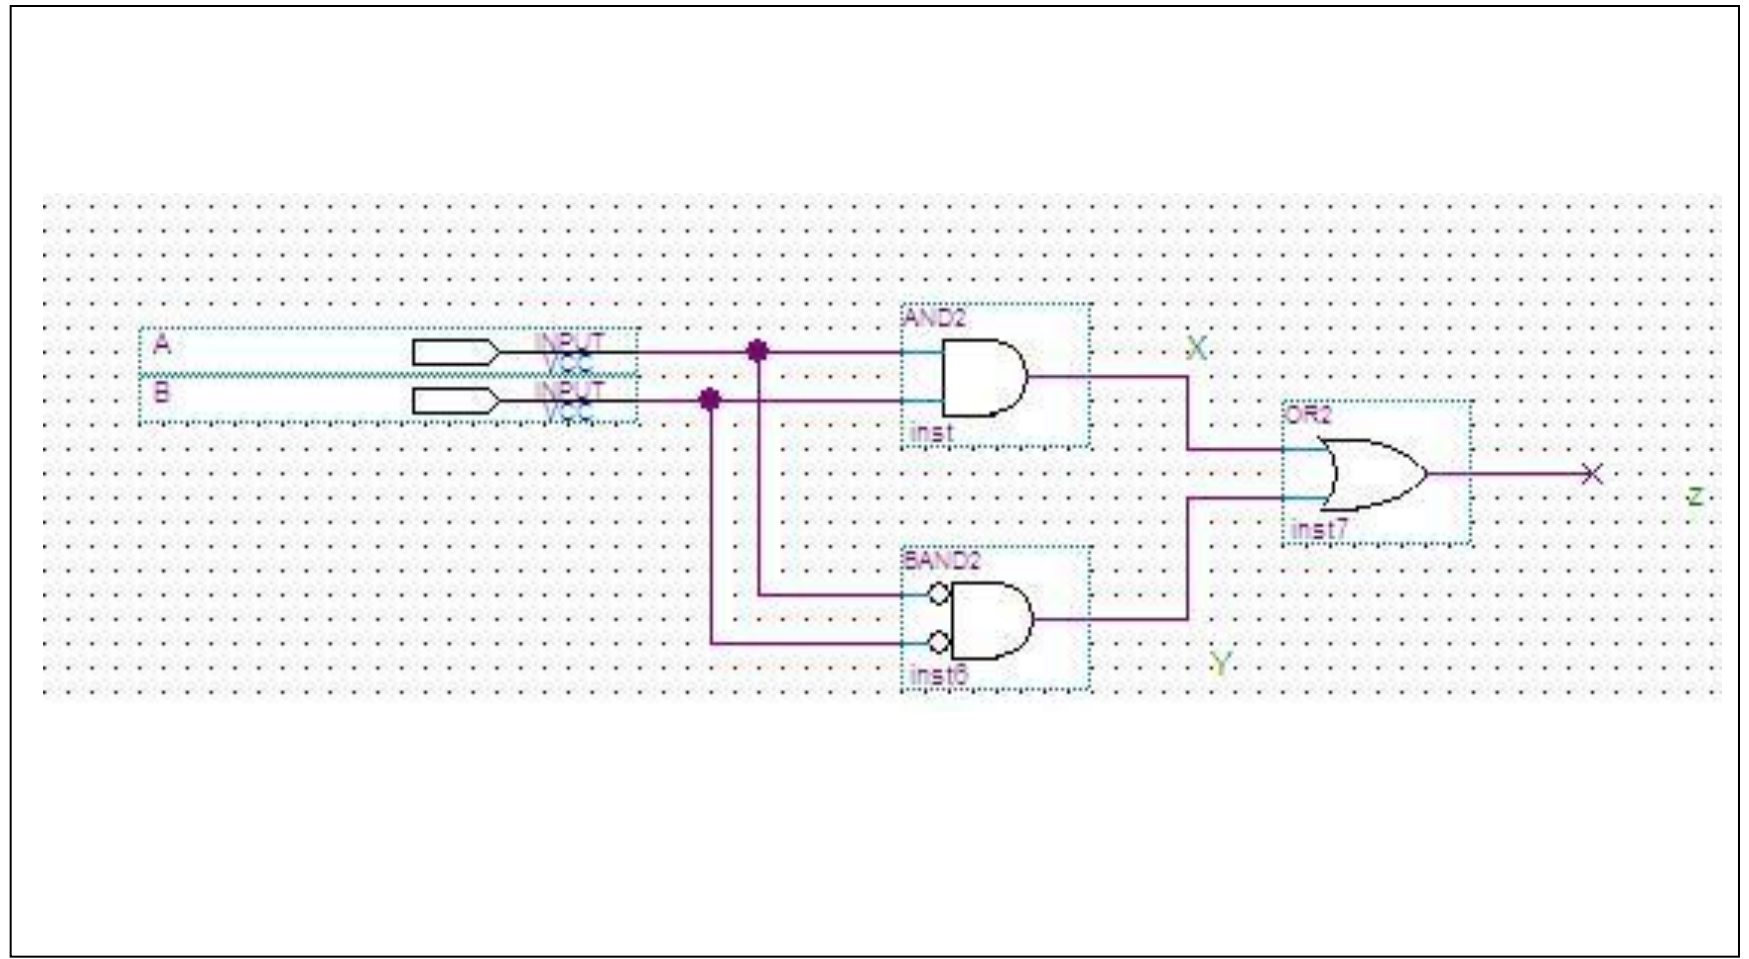 A
INPUT
VCC
B
INPUT
VCC
AND2
inst
X
OR2
inst7
Z
BAND2
inst6
Y